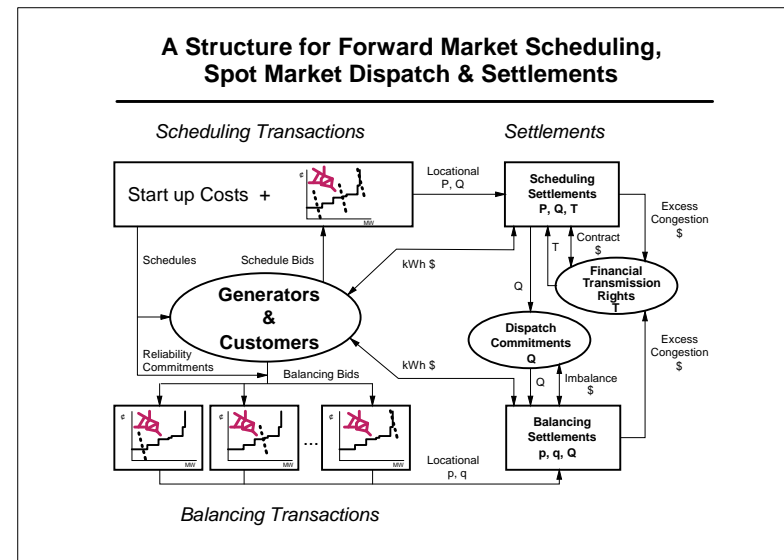 A Structure for Forward Market Scheduling,
Spot Market Dispatch & Settlements
Scheduling Transactions
Settlements
Start up Costs +
¢
MW
Locational
P, Q
Scheduling
Settlements
P, Q, T
Excess
Congestion
$
Schedules
Schedule Bids
kWh $
T
Contract
$
Financial
Transmission
Rights
T
Generators
&
Customers
Q
Dispatch
Commitments
Q
Reliability
Commitments
Balancing Bids
kWh $
Q
Imbalance
$
Excess
Congestion
$
¢
MW
¢
MW
...
¢
MW
Balancing
Settlements
p, q, Q
Locational
p, q
Balancing Transactions